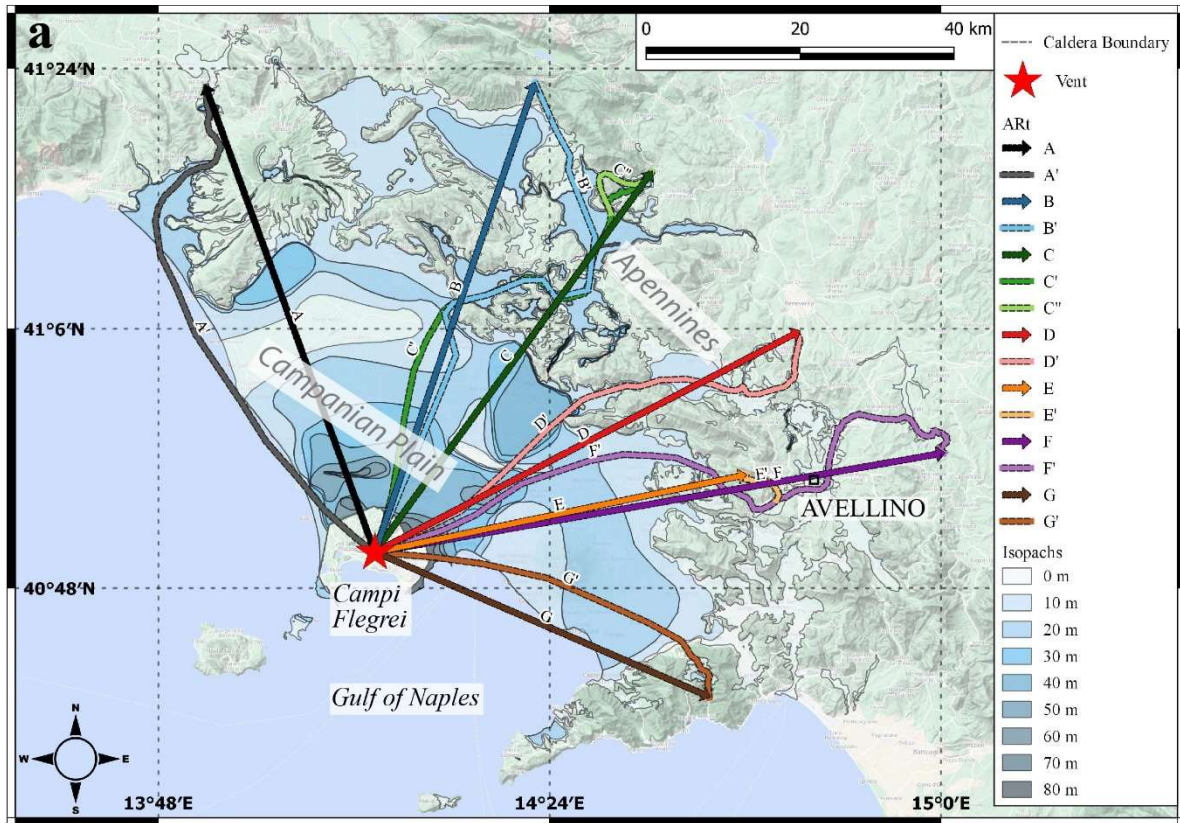 a
0 20 40 km
41°24′N
41°6′N
40°48′N
13°48′E
14°24′E
15°0′E
A
A'
B
B'
C
C'
C"
D
D'
E
E' F
F'
G
G'
Campanian Plain
Apennines
AVELLINO
Campi
Flegrei
Gulf of Naples
N
W E
S
Caldera Boundary
Vent
ARt
A
A'
B
B'
C
C'
C"
D
D'
E
E'
F
F'
G
G'
Isopachs
0 m
10 m
20 m
30 m
40 m
50 m
60 m
70 m
80 m